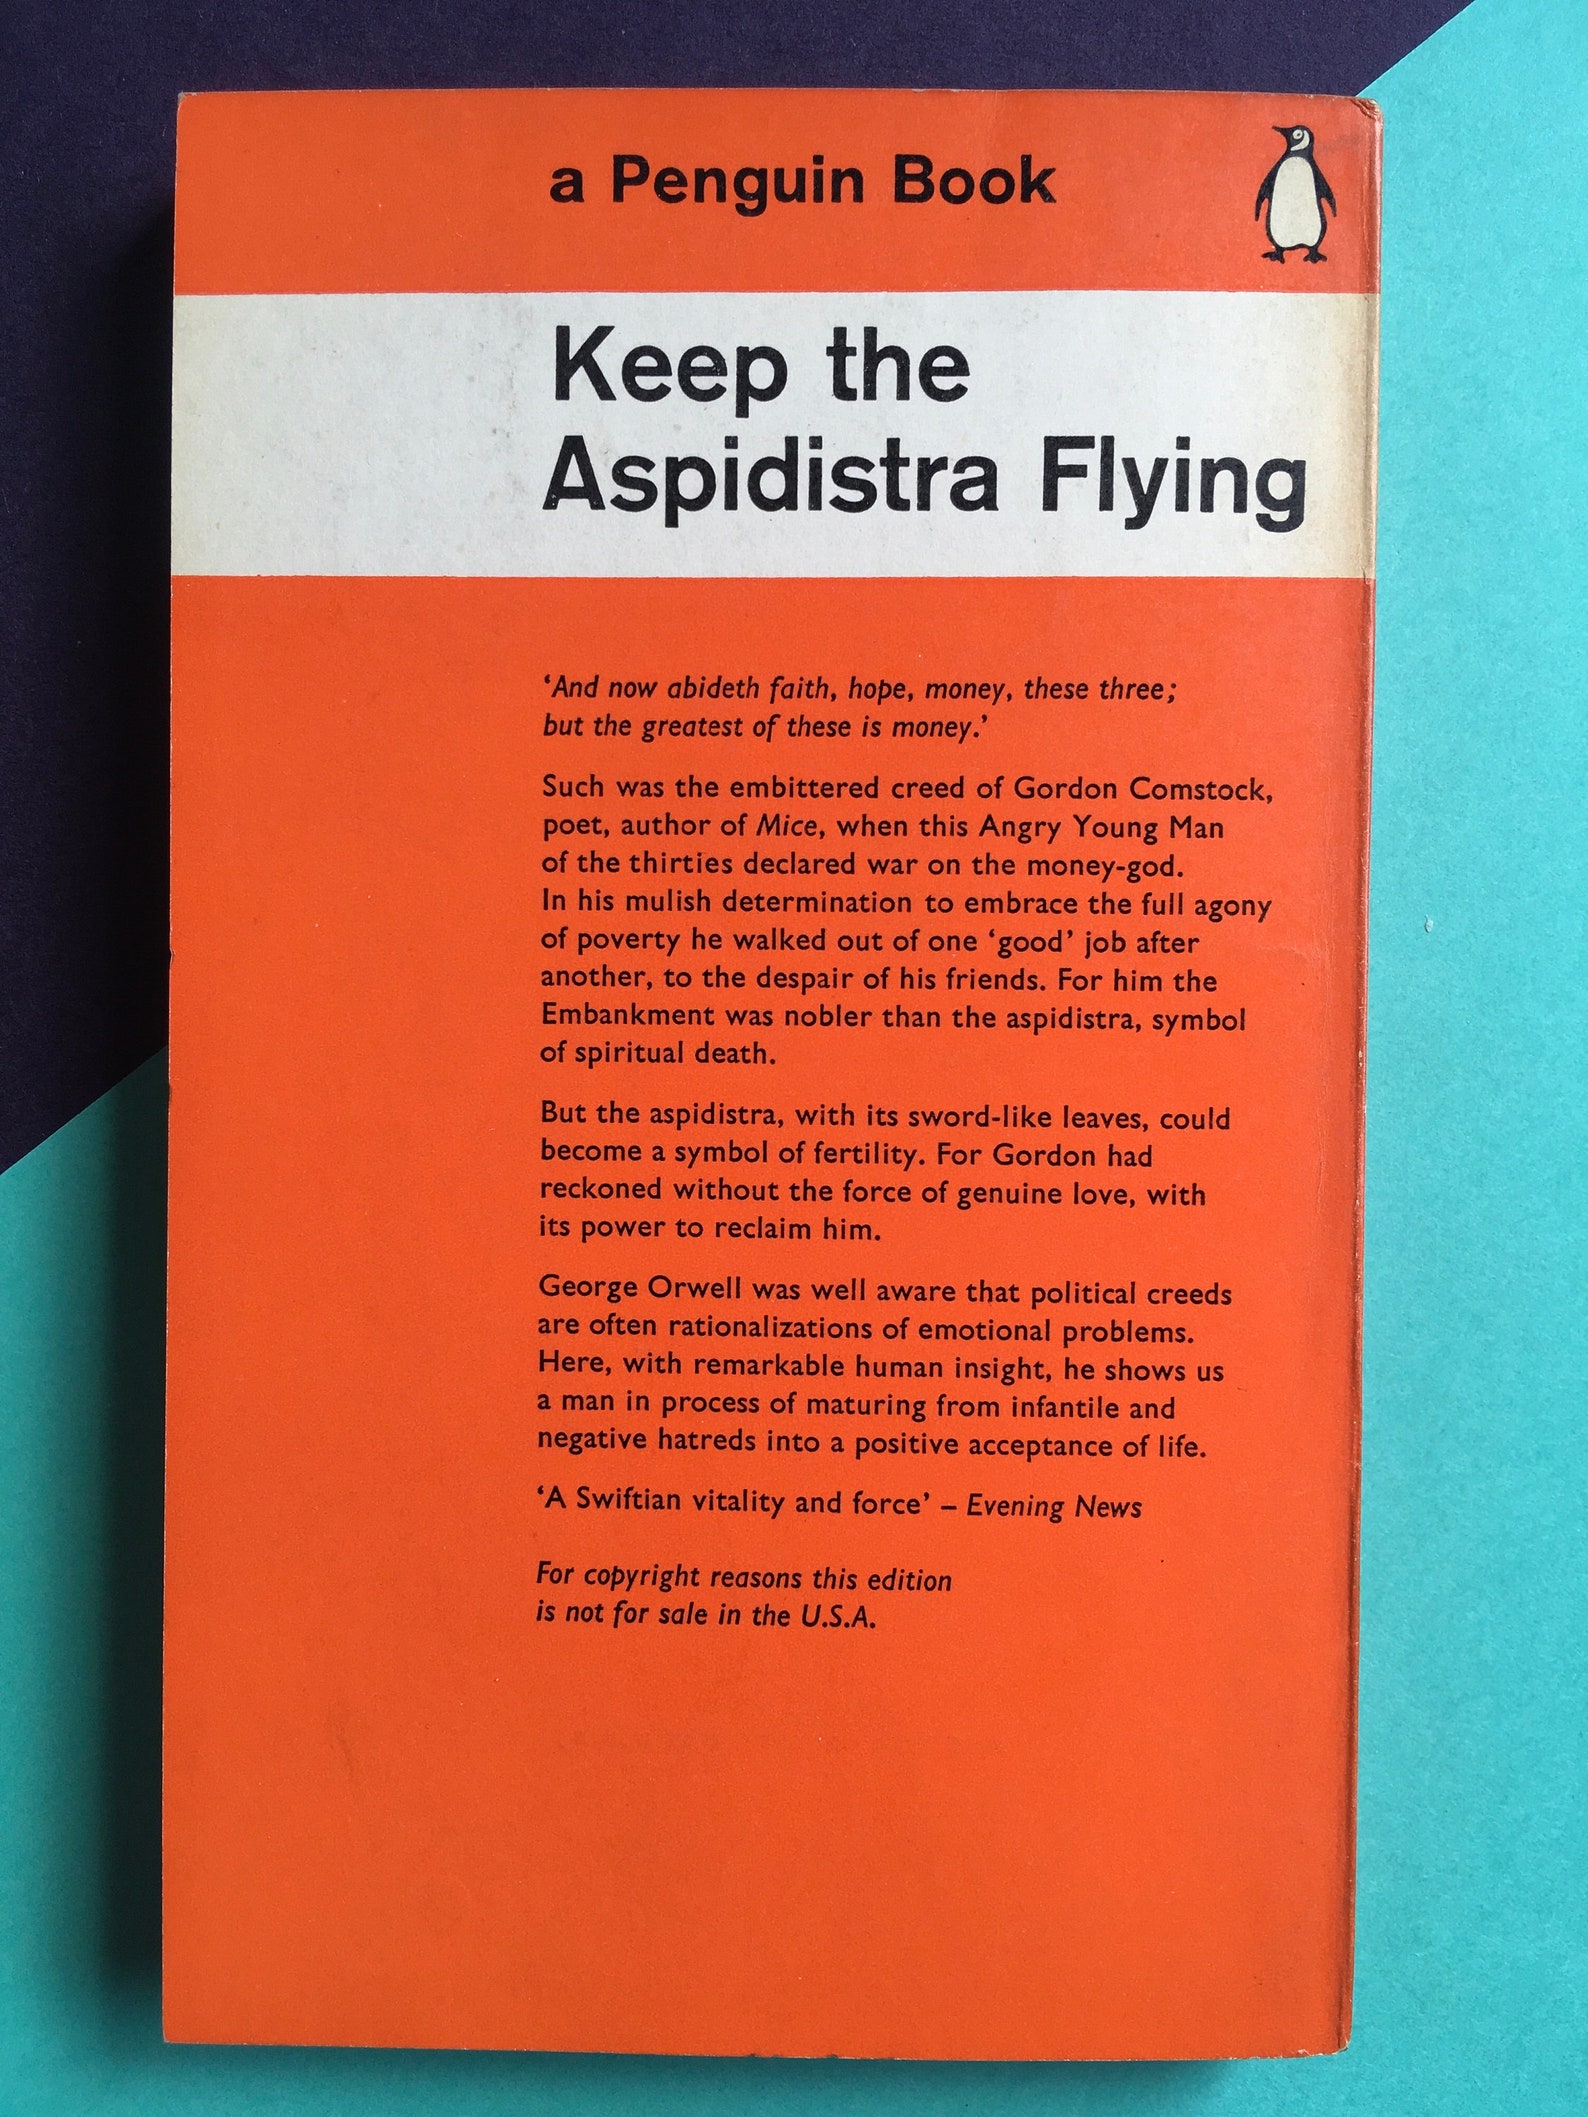 a Penguin Book
Keep the
Aspidistra Flying
‘And now abideth faith, hope, money, these three;
but the greatest of these is money.’
Such was the embittered creed of Gordon Comstock,
poet, author of Mice, when this Angry Young Man
of the thirties declared war on the money-god.
In his mulish determination to embrace the full agony
of poverty he walked out of one ‘good’ job after
another, to the despair of his friends. For him the
Embankment was nobler than the aspidistra, symbol
of spiritual death.
But the aspidistra, with its sword-like leaves, could
become a symbol of fertility. For Gordon had
reckoned without the force of genuine love, with
its power to reclaim him.
George Orwell was well aware that political creeds
are often rationalizations of emotional problems.
Here, with remarkable human insight, he shows us
a man in process of maturing from infantile and
negative hatreds into a positive acceptance of life.
‘A Swiftian vitality and force’ – Evening News
For copyright reasons this edition
is not for sale in the U.S.A.